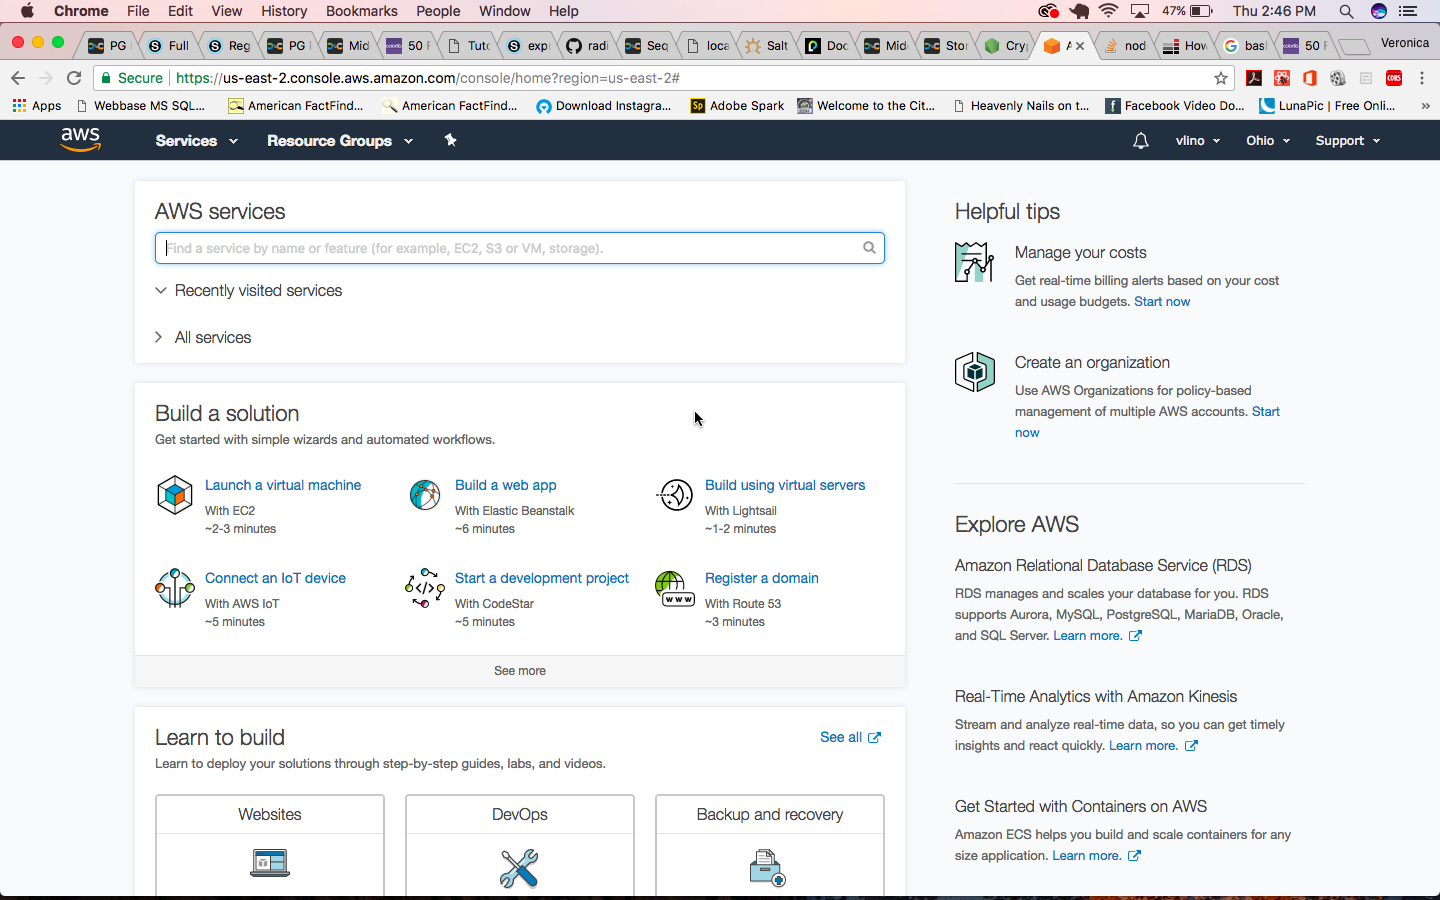 Chrome File Edit View History Bookmarks People Window Help 47% Thu 2:46 PM
PG Full Reg PG Mid 50 F Tuto exp radi Seq loca Salt Doc Mid Stor Cryp A nod How basl 50 F Veronica
Secure https://us-east-2.console.aws.amazon.com/console/home?region=us-east-2#
Apps Webbase MS SQL... American FactFind... American FactFind... Download Instagra... Sp Adobe Spark Welcome to the Cit... Heavenly Nails on t... Facebook Video Do... LunaPic | Free Onli... »
aws Services Resource Groups vlino Ohio Support
AWS services
Find a service by name or feature (for example, EC2, S3 or VM, storage).
Recently visited services
All services
Build a solution
Get started with simple wizards and automated workflows.
Launch a virtual machine
With EC2
~2-3 minutes
Build a web app
With Elastic Beanstalk
~6 minutes
Build using virtual servers
With Lightsail
~1-2 minutes
Connect an IoT device
With AWS IoT
~5 minutes
Start a development project
With CodeStar
~5 minutes
Register a domain
With Route 53
~3 minutes
See more
Learn to build
See all
Learn to deploy your solutions through step-by-step guides, labs, and videos.
Websites
DevOps
Backup and recovery
Helpful tips
Manage your costs
Get real-time billing alerts based on your cost
and usage budgets. Start now
Create an organization
Use AWS Organizations for policy-based
management of multiple AWS accounts. Start
now
Explore AWS
Amazon Relational Database Service (RDS)
RDS manages and scales your database for you. RDS
supports Aurora, MySQL, PostgreSQL, MariaDB, Oracle,
and SQL Server. Learn more.
Real-Time Analytics with Amazon Kinesis
Stream and analyze real-time data, so you can get timely
insights and react quickly. Learn more.
Get Started with Containers on AWS
Amazon ECS helps you build and scale containers for any
size application. Learn more.